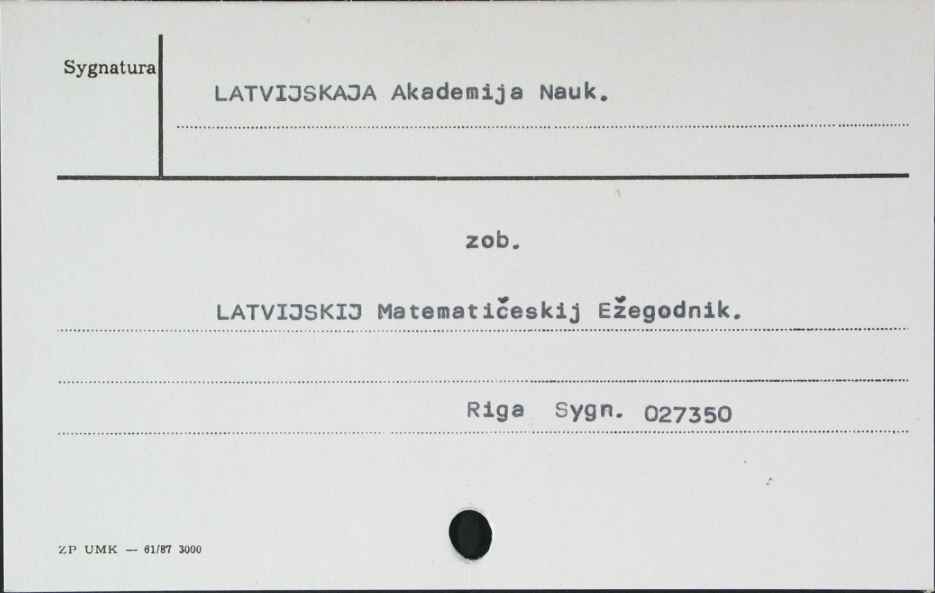 Sygnatura
LATVIJSKAJA Akademija Nauk.
zob.
LATVIJSKIJ Matematičeskij Ežegodnik.
Riga Sygn. 027350
ZP UMK — 61/87 3000